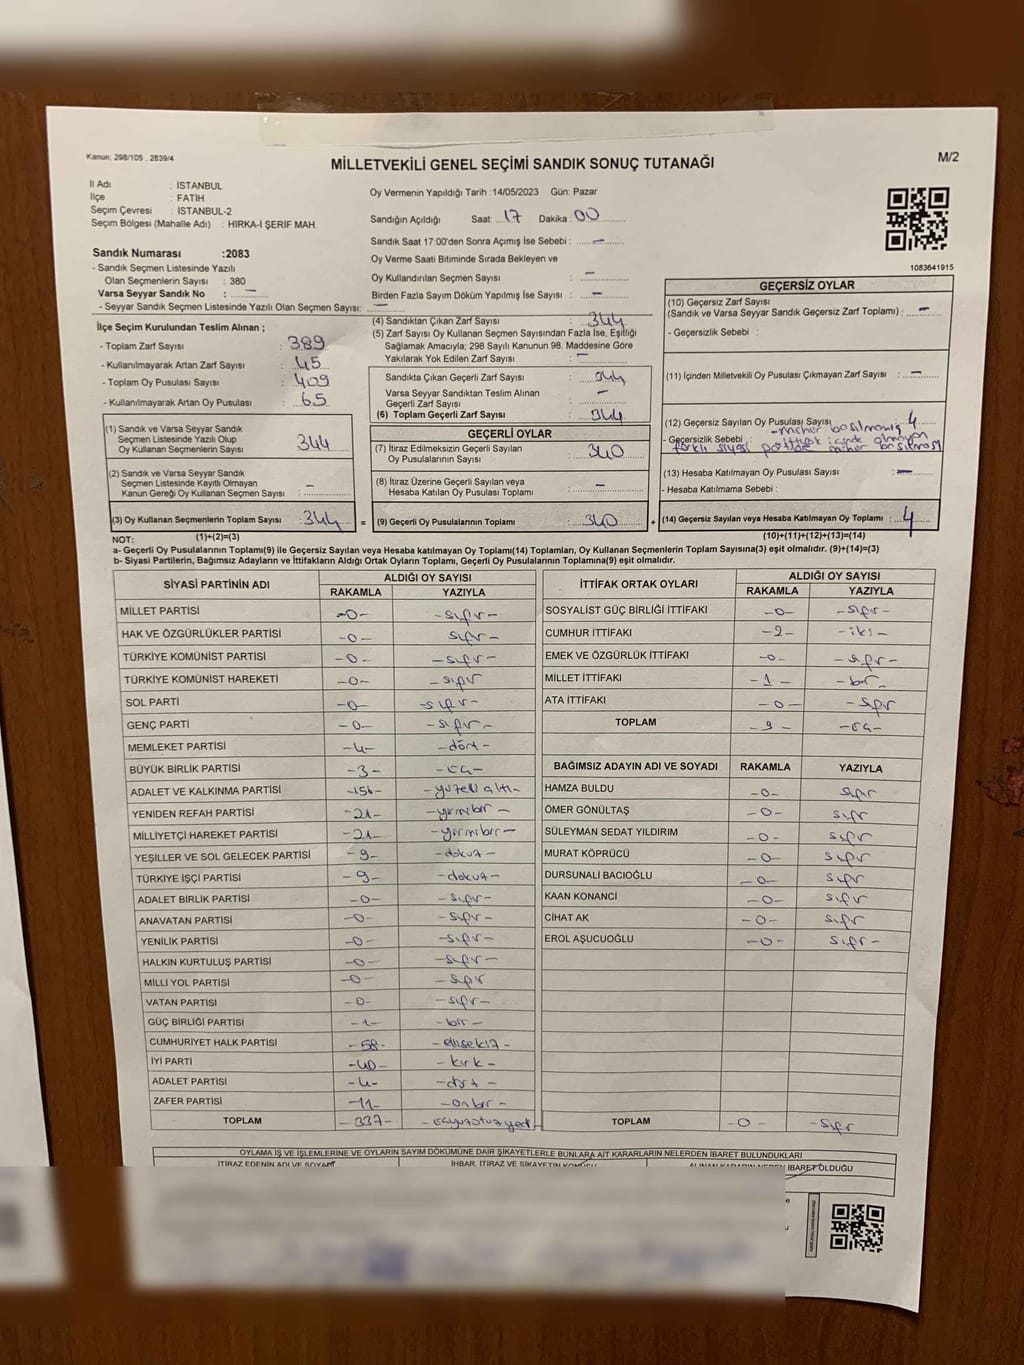 Kanun, 298/105 , 2839/4
MİLLETVEKİLİ GENEL SEÇİMİ SANDIK SONUÇ TUTANAĞI
M/2
İl Adı : İSTANBUL
İlçe : FATİH
Seçim Çevresi : İSTANBUL-2
Seçim Bölgesi (Mahalle Adı) : HIRKA-İ ŞERİF MAH.
Oy Vermenin Yapıldığı Tarih :14/05/2023 Gün: Pazar
Sandığın Açıldığı Saat: 17 Dakika: 00
Sandık Saat 17:00'den Sonra Açımış İse Sebebi : —
Oy Verme Saati Bitiminde Sırada Bekleyen ve
Oy Kullandırılan Seçmen Sayısı : —
Birden Fazla Sayım Döküm Yapılmış İse Sayısı : —
Sandık Numarası :2083
- Sandık Seçmen Listesinde Yazılı
Olan Seçmenlerin Sayısı : 380
Varsa Seyyar Sandık No : —
- Seyyar Sandık Seçmen Listesinde Yazılı Olan Seçmen Sayısı: —
1083641915
İlçe Seçim Kurulundan Teslim Alınan ;
- Toplam Zarf Sayısı : 389
- Kullanılmayarak Artan Zarf Sayısı : 45
- Toplam Oy Pusulası Sayısı : 409
- Kullanılmayarak Artan Oy Pusulası : 65
(4) Sandıktan Çıkan Zarf Sayısı : 344
(5) Zarf Sayısı Oy Kullanan Seçmen Sayısından Fazla İse, Eşitliği
Sağlamak Amacıyla; 298 Sayılı Kanunun 98. Maddesine Göre
Yakılarak Yok Edilen Zarf Sayısı : —
Sandıkta Çıkan Geçerli Zarf Sayısı : 344
Varsa Seyyar Sandıktan Teslim Alınan
Geçerli Zarf Sayısı : —
(6) Toplam Geçerli Zarf Sayısı : 344
GEÇERSİZ OYLAR
(10) Geçersiz Zarf Sayısı
(Sandık ve Varsa Seyyar Sandık Geçersiz Zarf Toplamı) : —
- Geçersizlik Sebebi :
(11) İçinden Milletvekili Oy Pusulası Çıkmayan Zarf Sayısı : —
(12) Geçersiz Sayılan Oy Pusulası Sayısı : 4
- Geçersizlik Sebebi : -mühür basılmamış
ittifak içinde olmayan
farklı siyasi partilere mühür basılması
(13) Hesaba Katılmayan Oy Pusulası Sayısı : —
- Hesaba Katılmama Sebebi :
(14) Geçersiz Sayılan veya Hesaba Katılmayan Oy Toplamı : 4
(10)+(11)+(12)+(13)=(14)
(1) Sandık ve Varsa Seyyar Sandık
Seçmen Listesinde Yazılı Olup
Oy Kullanan Seçmenlerin Sayısı : 344
(2) Sandık ve Varsa Seyyar Sandık
Seçmen Listesinde Kayıtlı Olmayan
Kanun Gereği Oy Kullanan Seçmen Sayısı : —
(3) Oy Kullanan Seçmenlerin Toplam Sayısı : 344 =
(1)+(2)=(3)
GEÇERLİ OYLAR
(7) İtiraz Edilmeksizin Geçerli Sayılan
Oy Pusulalarının Sayısı : 340
(8) İtiraz Üzerine Geçerli Sayılan veya
Hesaba Katılan Oy Pusulası Toplamı : —
(9) Geçerli Oy Pusulalarının Toplamı : 340 +
NOT:
a- Geçerli Oy Pusulalarının Toplamı(9) ile Geçersiz Sayılan veya Hesaba katılmayan Oy Toplamı(14) Toplamları, Oy Kullanan Seçmenlerin Toplam Sayısına(3) eşit olmalıdır. (9)+(14)=(3)
b- Siyasi Partilerin, Bağımsız Adayların ve İttifakların Aldığı Ortak Oyların Toplamı, Geçerli Oy Pusulalarının Toplamına(9) eşit olmalıdır.
SİYASİ PARTİNİN ADI ALDIĞI OY SAYISI
RAKAMLA YAZIYLA
MİLLET PARTİSİ -0- -sıfır-
HAK VE ÖZGÜRLÜKLER PARTİSİ -0- sıfır-
TÜRKİYE KOMÜNİST PARTİSİ -0- -sıfır-
TÜRKİYE KOMÜNİST HAREKETİ -0- -sıfır
SOL PARTİ -0- -sıfır-
GENÇ PARTİ -0- -sıfır-
MEMLEKET PARTİSİ -4- -dört-
BÜYÜK BİRLİK PARTİSİ -3- -üç-
ADALET VE KALKINMA PARTİSİ -156- -yüzelli altı-
YENİDEN REFAH PARTİSİ -21- -yirmibir-
MİLLİYETÇİ HAREKET PARTİSİ -21- -yirmibir-
YEŞİLLER VE SOL GELECEK PARTİSİ -9- -dokuz-
TÜRKİYE İŞÇİ PARTİSİ -9- -dokuz-
ADALET BİRLİK PARTİSİ -0- -sıfır-
ANAVATAN PARTİSİ -0- -sıfır-
YENİLİK PARTİSİ -0- -sıfır-
HALKIN KURTULUŞ PARTİSİ -0- -sıfır-
MİLLİ YOL PARTİSİ -0- -sıfır
VATAN PARTİSİ -0- -sıfır-
GÜÇ BİRLİĞİ PARTİSİ -1- -bir-
CUMHURİYET HALK PARTİSİ -58- -ellisekiz-
İYİ PARTİ -40- -kırk-
ADALET PARTİSİ -4- -dört-
ZAFER PARTİSİ -11- -onbir-
TOPLAM -337- -üçyüzotuzyedi
İTTİFAK ORTAK OYLARI ALDIĞI OY SAYISI
RAKAMLA YAZIYLA
SOSYALİST GÜÇ BİRLİĞİ İTTİFAKI -0- -sıfır-
CUMHUR İTTİFAKI -2- -iki-
EMEK VE ÖZGÜRLÜK İTTİFAKI -0- -sıfır-
MİLLET İTTİFAKI -1- -bir-
ATA İTTİFAKI -0- -sıfır
TOPLAM -3- -üç-
BAĞIMSIZ ADAYIN ADI VE SOYADI RAKAMLA YAZIYLA
HAMZA BULDU -0- sıfır
ÖMER GÖNÜLTAŞ -0- sıfır
SÜLEYMAN SEDAT YILDIRIM -0- sıfır
MURAT KÖPRÜCÜ -0- sıfır
DURSUNALİ BACIOĞLU -0- sıfır
KAAN KONANCİ -0- sıfır
CİHAT AK -0- sıfır
EROL AŞUCUOĞLU -0- sıfır-
TOPLAM -0- -sıfır
OYLAMA İŞ VE İŞLEMLERİNE VE OYLARIN SAYIM DÖKÜMÜNE DAİR ŞİKAYETLERLE BUNLARA AİT KARARLARIN NELERDEN İBARET BULUNDUKLARI
İTİRAZ EDENİN ADI VE SOYADI İHBAR, İTİRAZ VE ŞİKAYETİN KONUSU ALINAN KARARIN NEDEN İBARET OLDUĞU